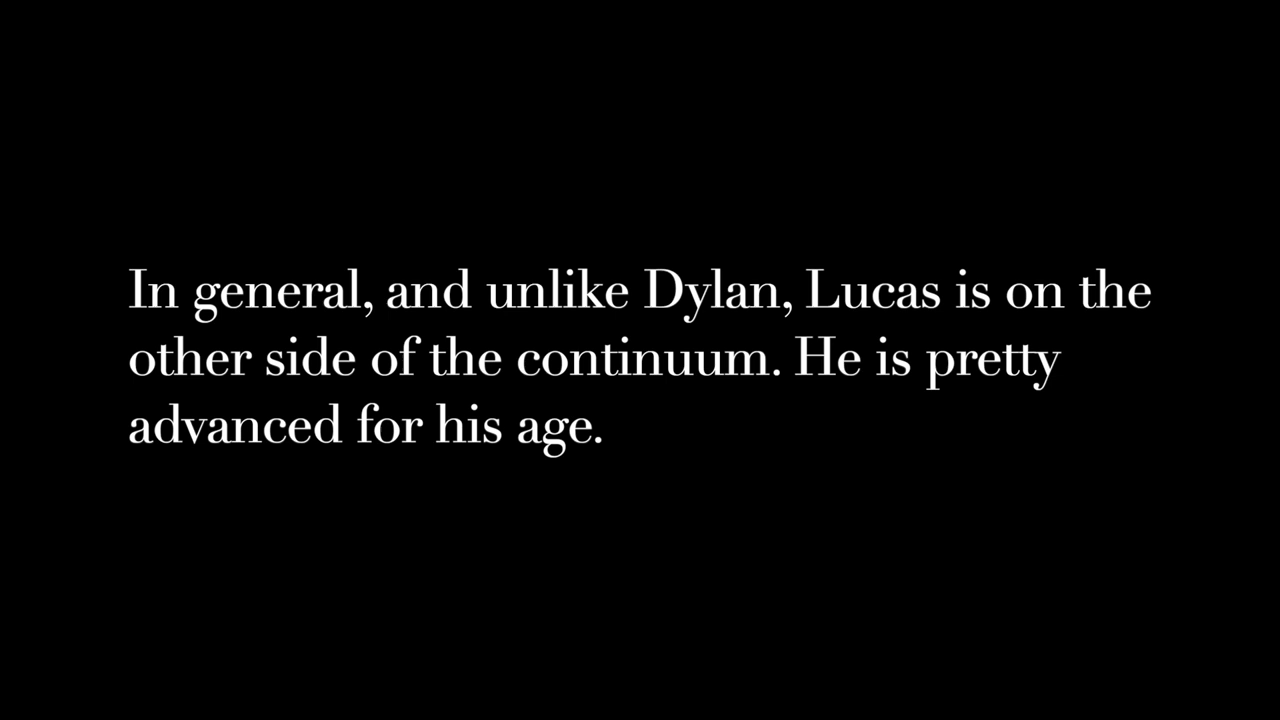 In general, and unlike Dylan, Lucas is on the
other side of the continuum. He is pretty
advanced for his age.